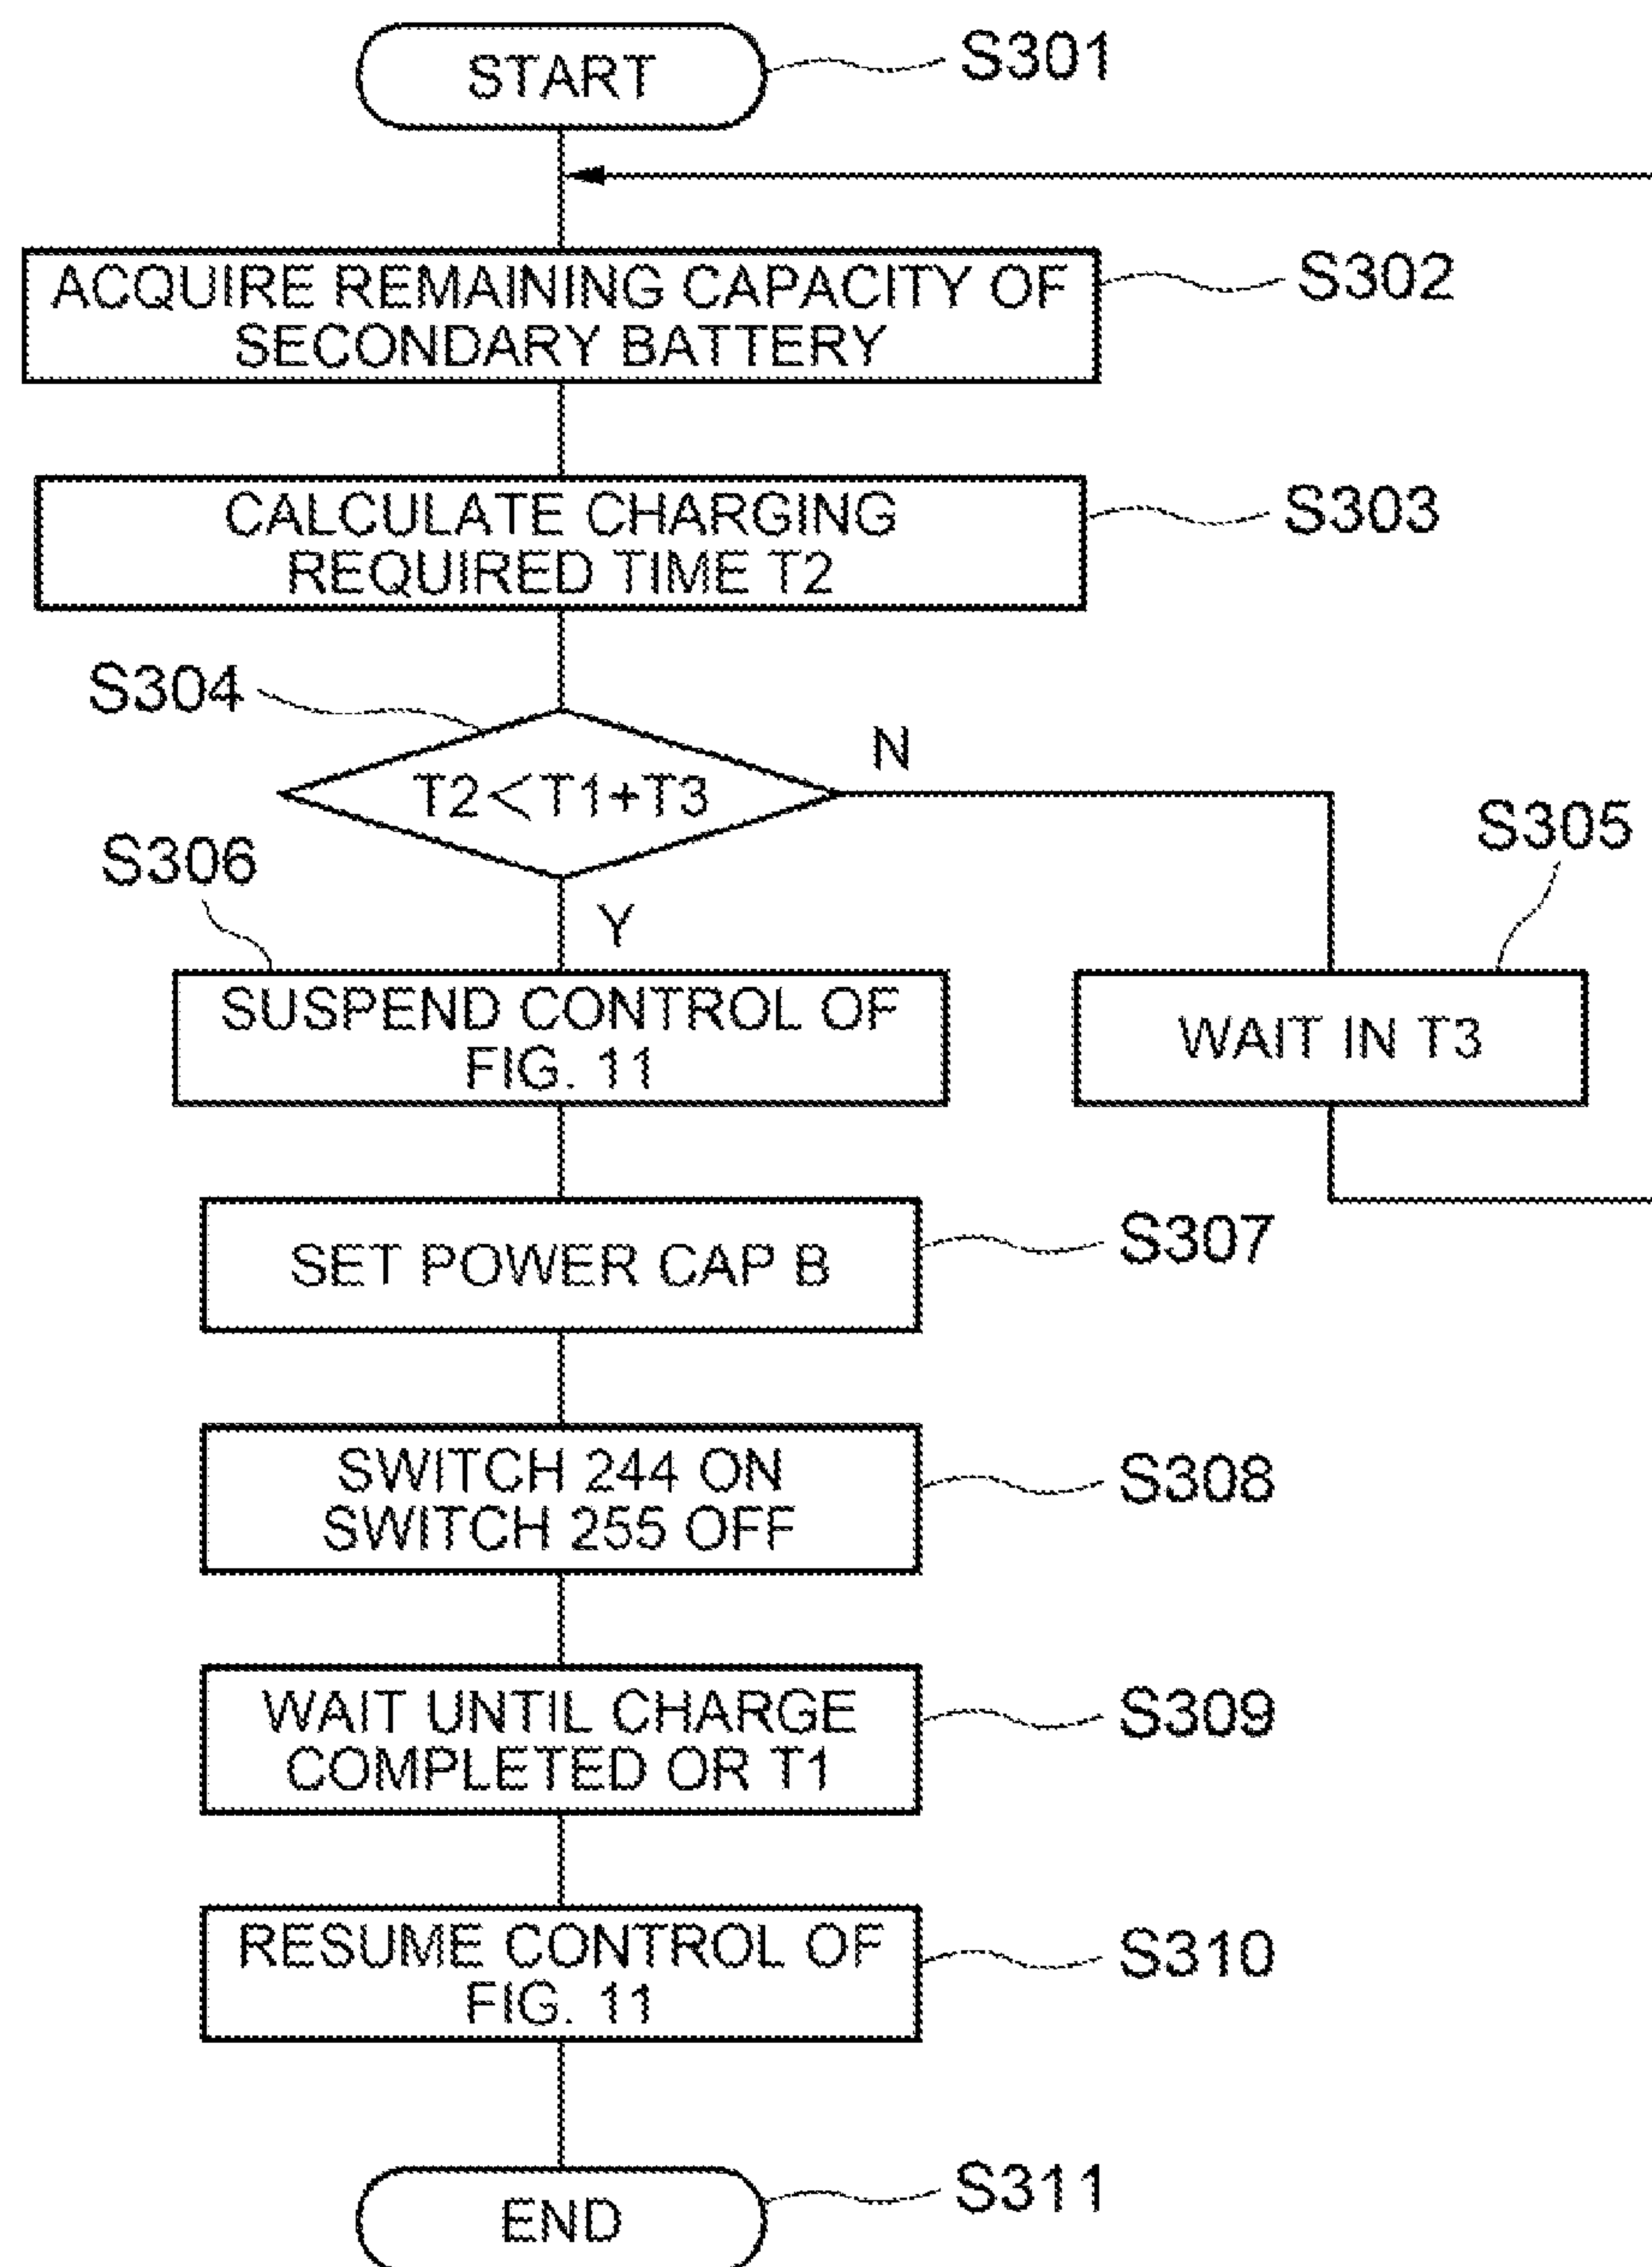 START
S301
ACQUIRE REMAINING CAPACITY OF
SECONDARY BATTERY
S302
CALCULATE CHARGING
REQUIRED TIME T2
S303
S304
T2<T1+T3
N
S305
S306
Y
SUSPEND CONTROL OF
FIG. 11
WAIT IN T3
SET POWER CAP B
S307
SWITCH 244 ON
SWITCH 255 OFF
S308
WAIT UNTIL CHARGE
COMPLETED OR T1
S309
RESUME CONTROL OF
FIG. 11
S310
END
S311